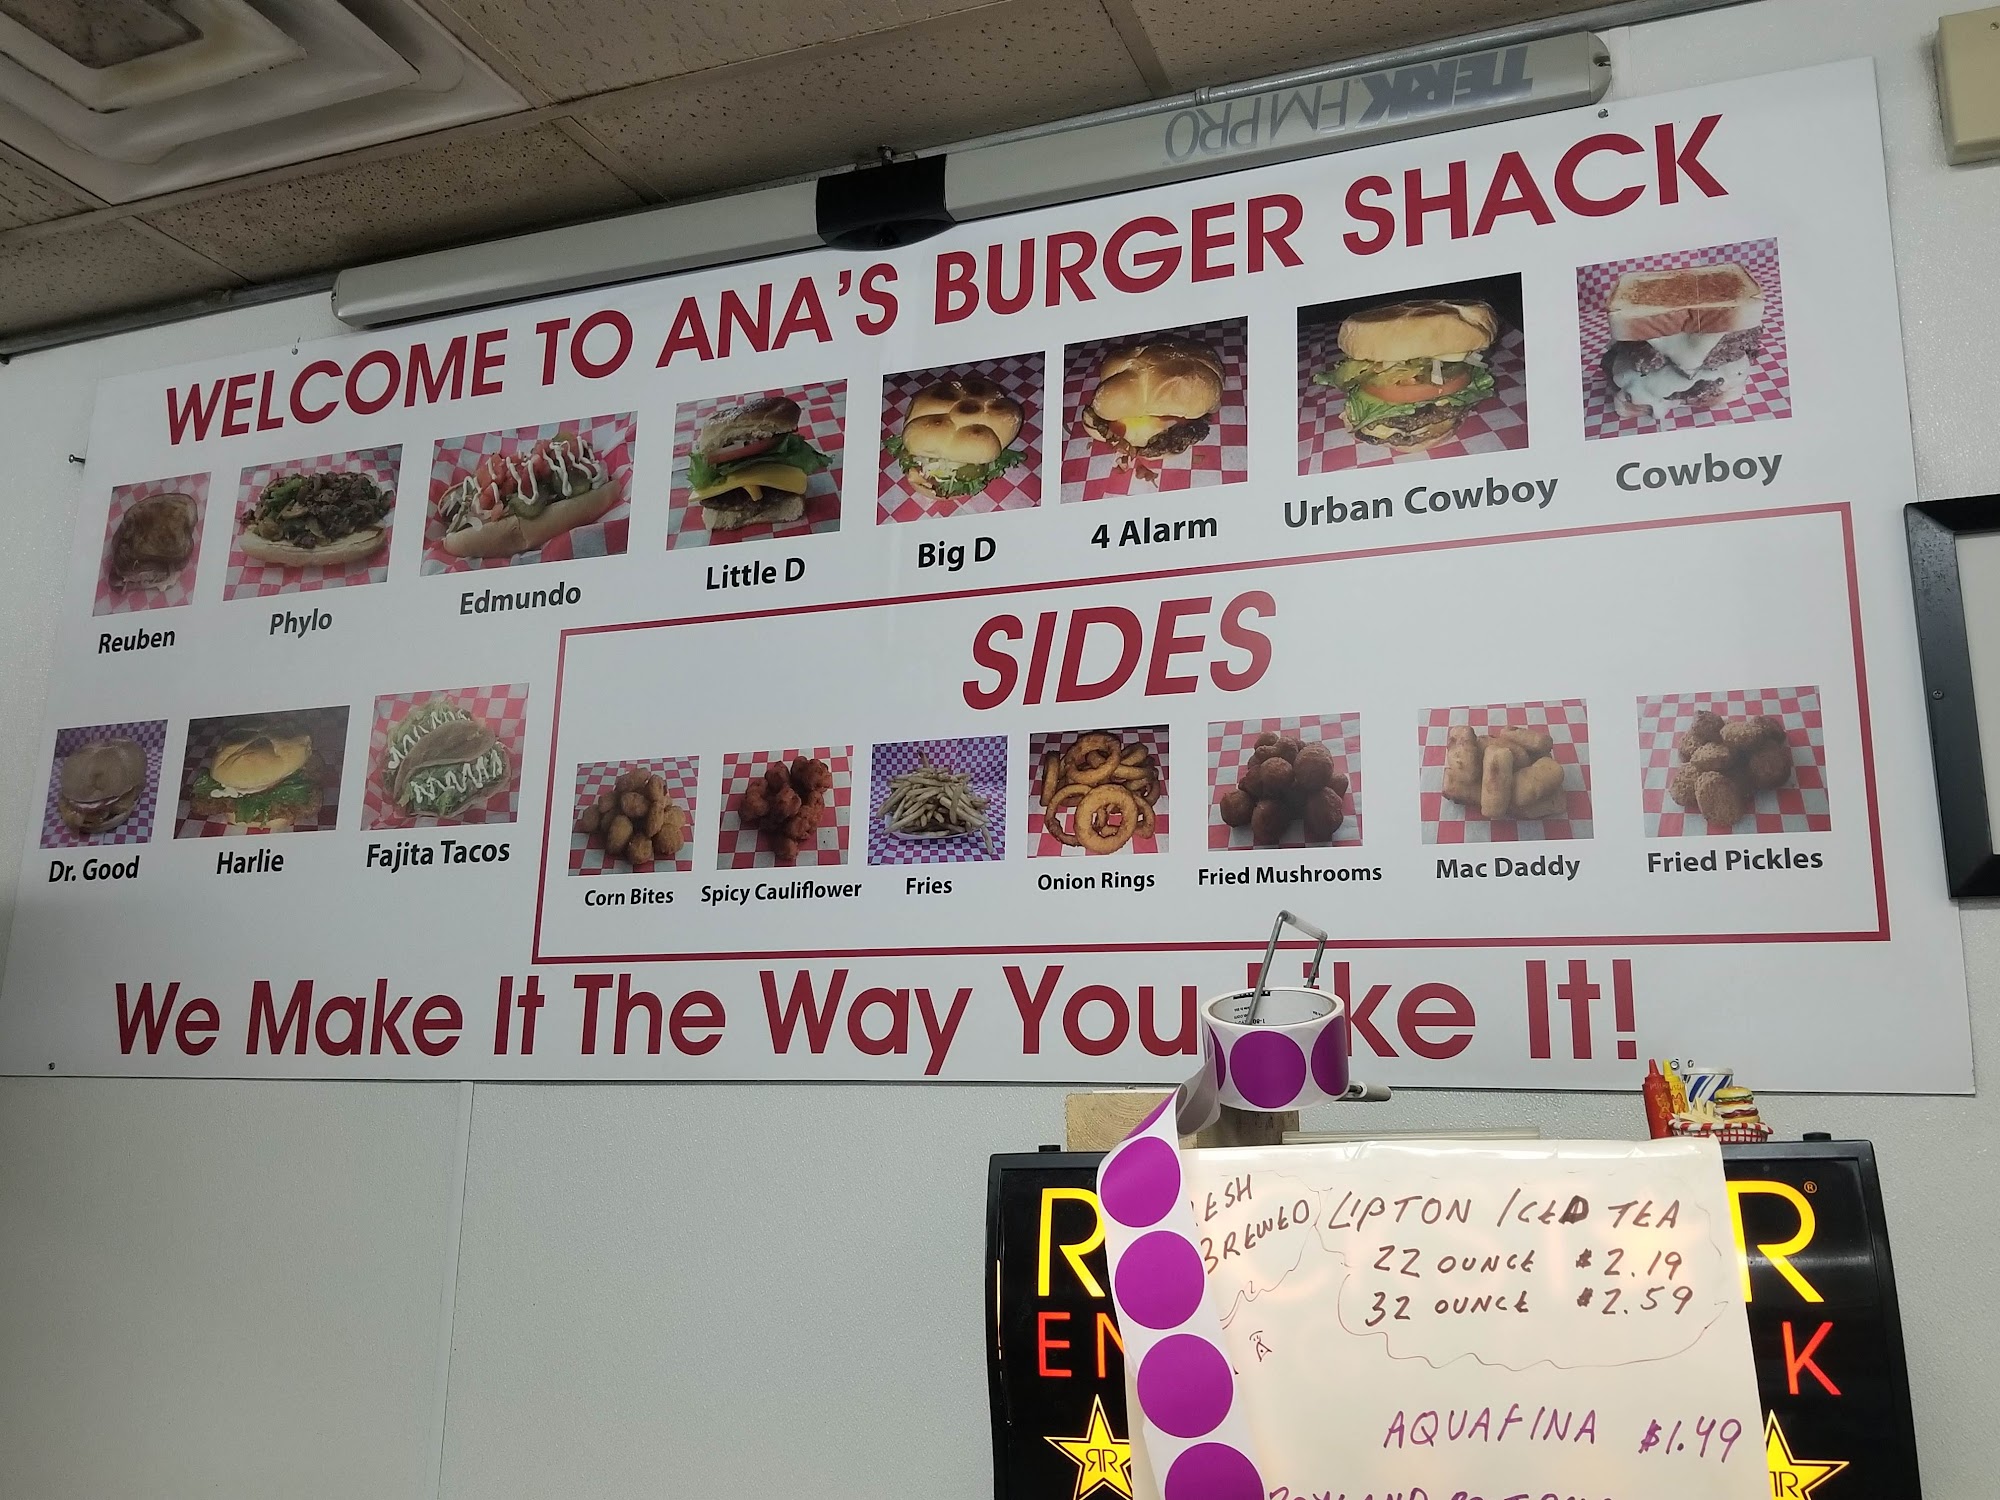 TERK FM PRO
WELCOME TO ANA'S BURGER SHACK
Reuben
Phylo
Edmundo
Little D
Big D
4 Alarm
Urban Cowboy
Cowboy
Dr. Good
Harlie
Fajita Tacos
SIDES
Corn Bites
Spicy Cauliflower
Fries
Onion Rings
Fried Mushrooms
Mac Daddy
Fried Pickles
We Make It The Way You Like It!
BREWED
LIPTON ICED TEA
22 OUNCE $2.19
32 OUNCE $2.59
AQUAFINA $1.49